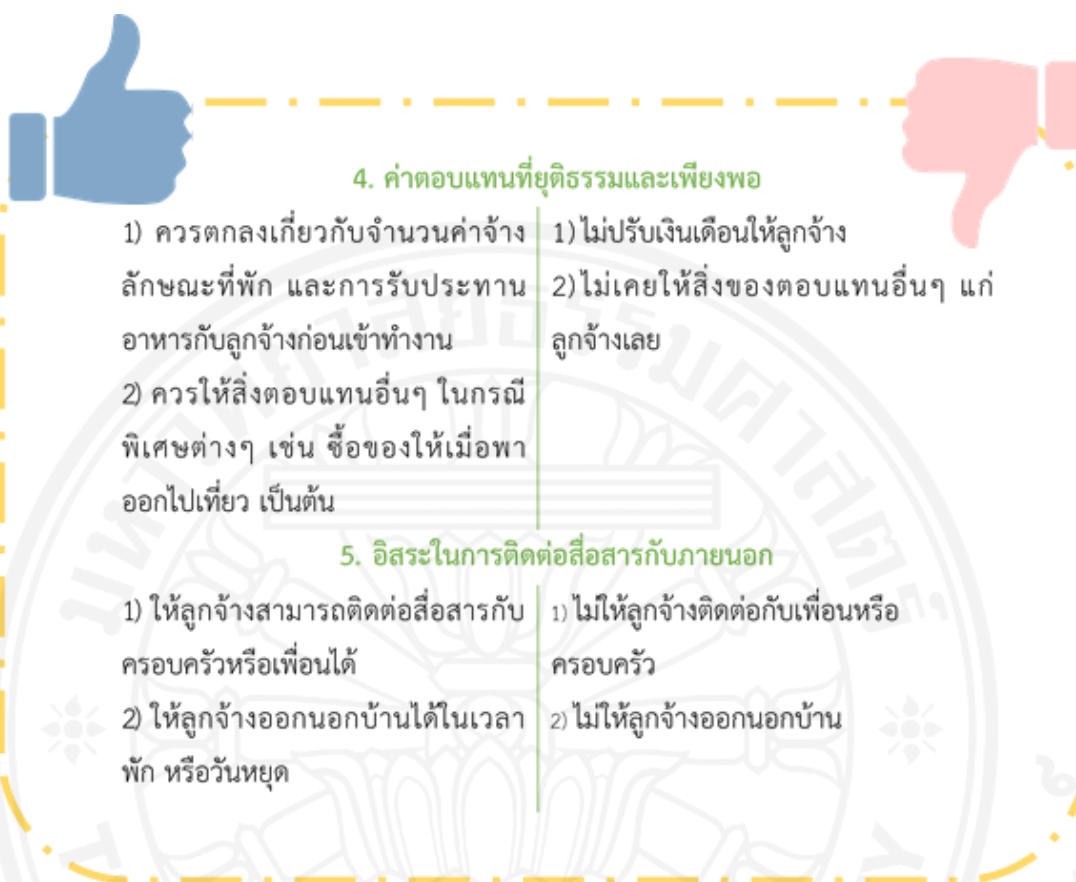 4. ค่าตอบแทนที่ยุติธรรมและเพียงพอ
1) ควรตกลงเกี่ยวกับจำนวนค่าจ้าง
ลักษณะที่พัก และการรับประทาน
อาหารกับลูกจ้างก่อนเข้าทำงาน
2) ควรให้สิ่งตอบแทนอื่นๆ ในกรณี
พิเศษต่างๆ เช่น ซื้อของให้เมื่อพา
ออกไปเที่ยว เป็นต้น
1) ไม่ปรับเงินเดือนให้ลูกจ้าง
2) ไม่เคยให้สิ่งของตอบแทนอื่นๆ แก่
ลูกจ้างเลย
5. อิสระในการติดต่อสื่อสารกับภายนอก
1) ให้ลูกจ้างสามารถติดต่อสื่อสารกับ
ครอบครัวหรือเพื่อนได้
2) ให้ลูกจ้างออกนอกบ้านได้ในเวลา
พัก หรือวันหยุด
1) ไม่ให้ลูกจ้างติดต่อกับเพื่อนหรือ
ครอบครัว
2) ไม่ให้ลูกจ้างออกนอกบ้าน
มหาวิทยาลัยธรรมศาสตร์